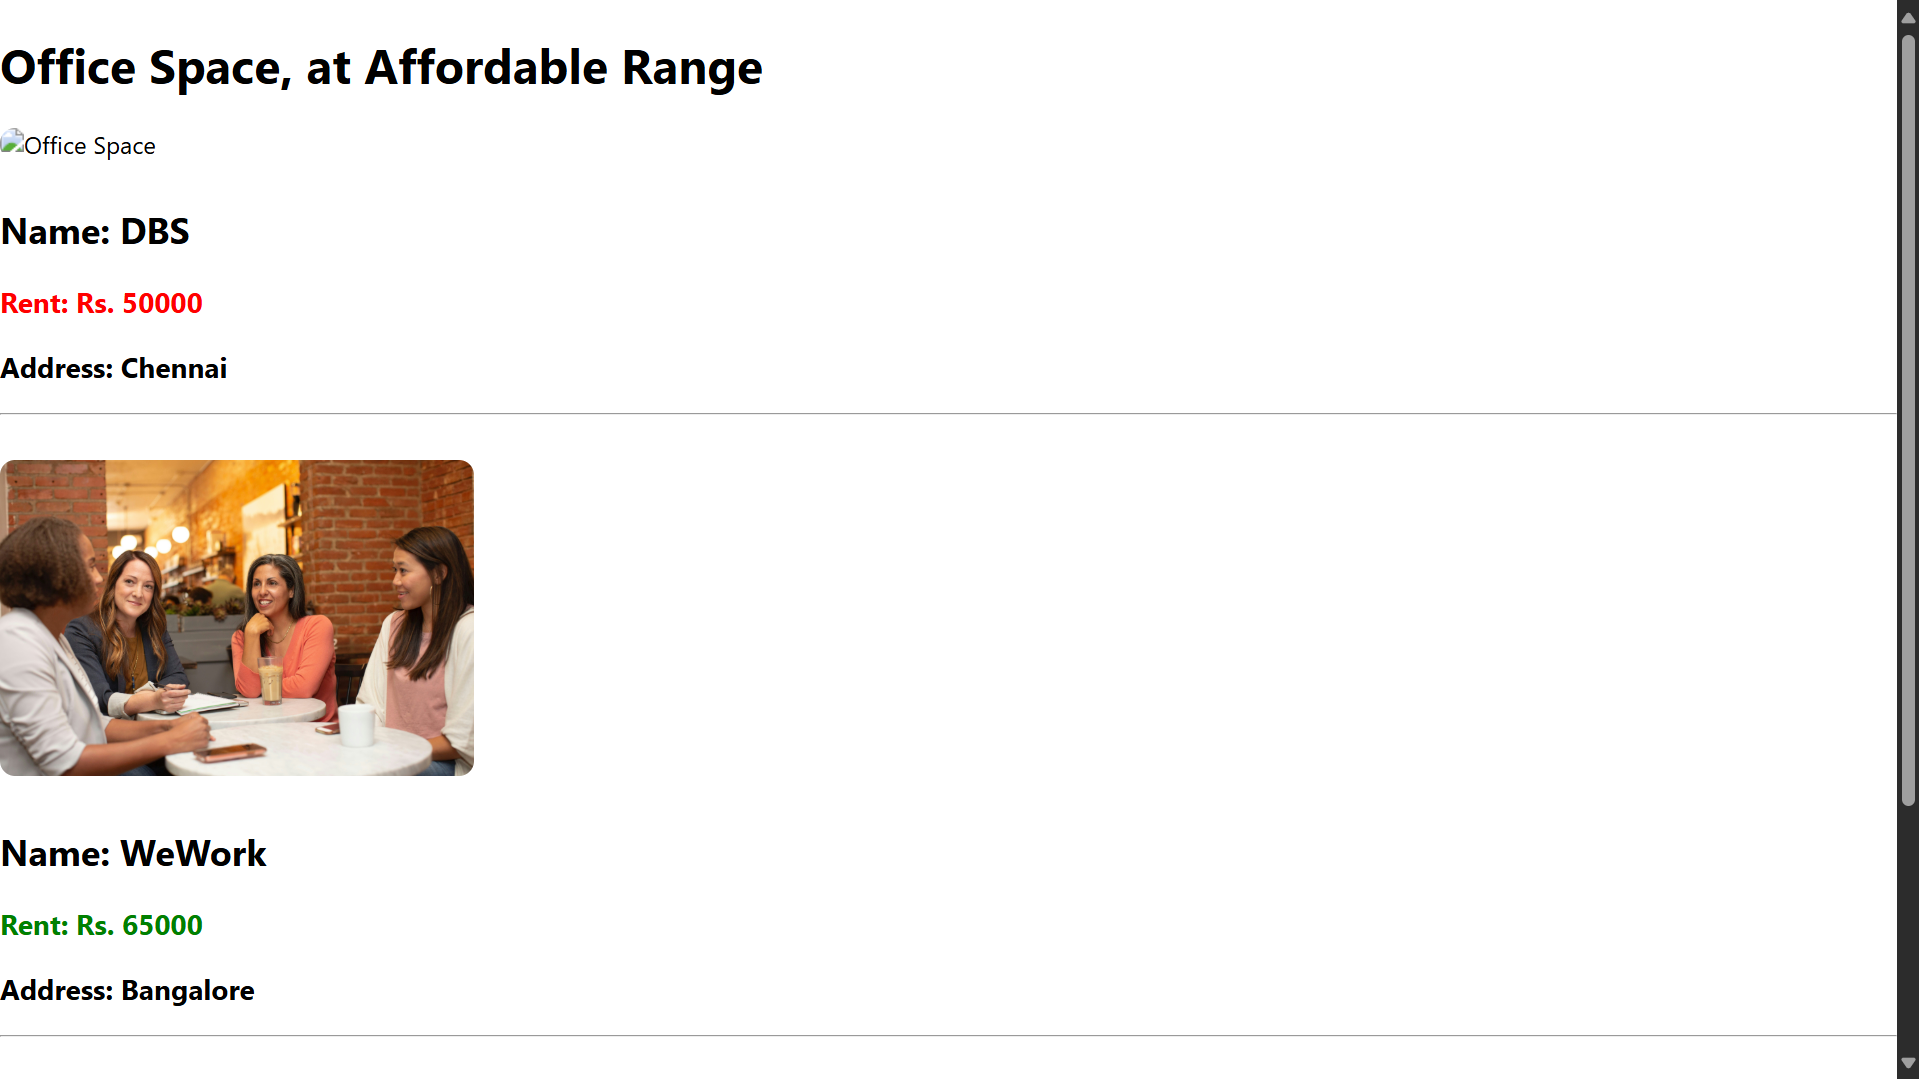 Office Space, at Affordable Range
Office Space
Name: DBS
Rent: Rs. 50000
Address: Chennai
Name: WeWork
Rent: Rs. 65000
Address: Bangalore